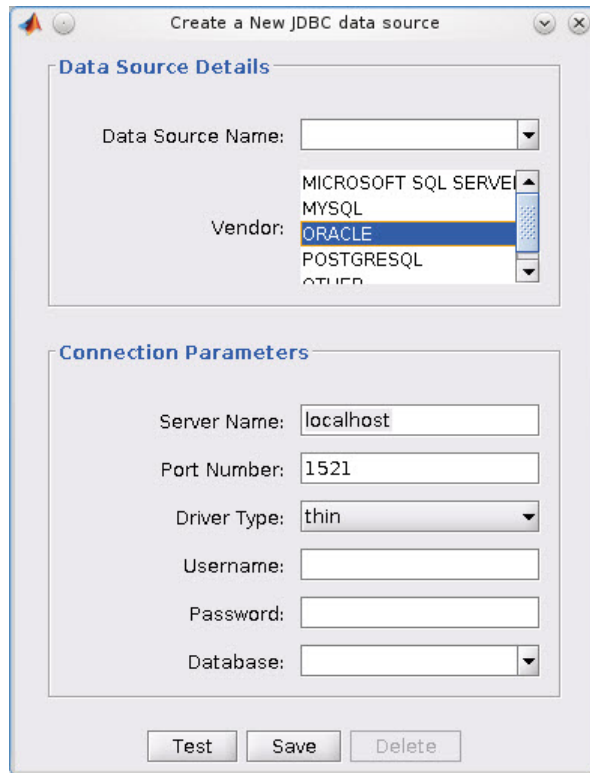 Create a New JDBC data source
Data Source Details
Data Source Name:
Vendor:
MICROSOFT SQL SERVE
MYSQL
ORACLE
POSTGRESQL
OTHER
Connection Parameters
Server Name: localhost
Port Number: 1521
Driver Type: thin
Username:
Password:
Database:
Test Save Delete